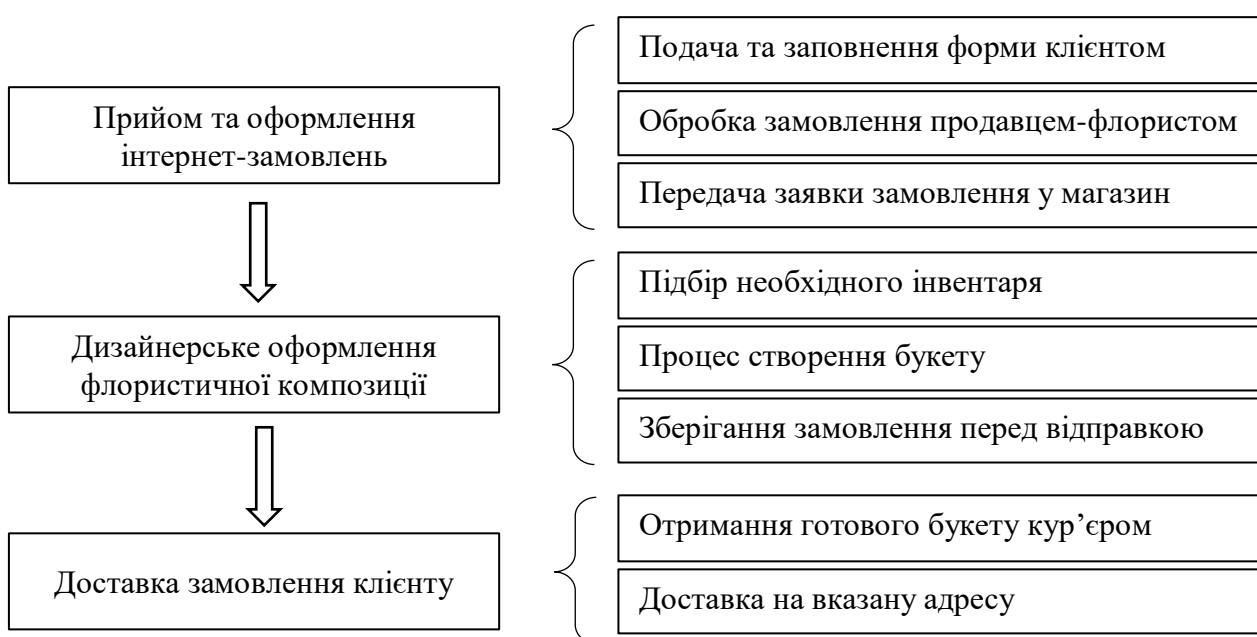 Прийом та оформлення
інтернет-замовлень
Подача та заповнення форми клієнтом
Обробка замовлення продавцем-флористом
Передача заявки замовлення у магазин
Дизайнерське оформлення
флористичної композиції
Підбір необхідного інвентаря
Процес створення букету
Зберігання замовлення перед відправкою
Доставка замовлення клієнту
Отримання готового букету кур’єром
Доставка на вказану адресу